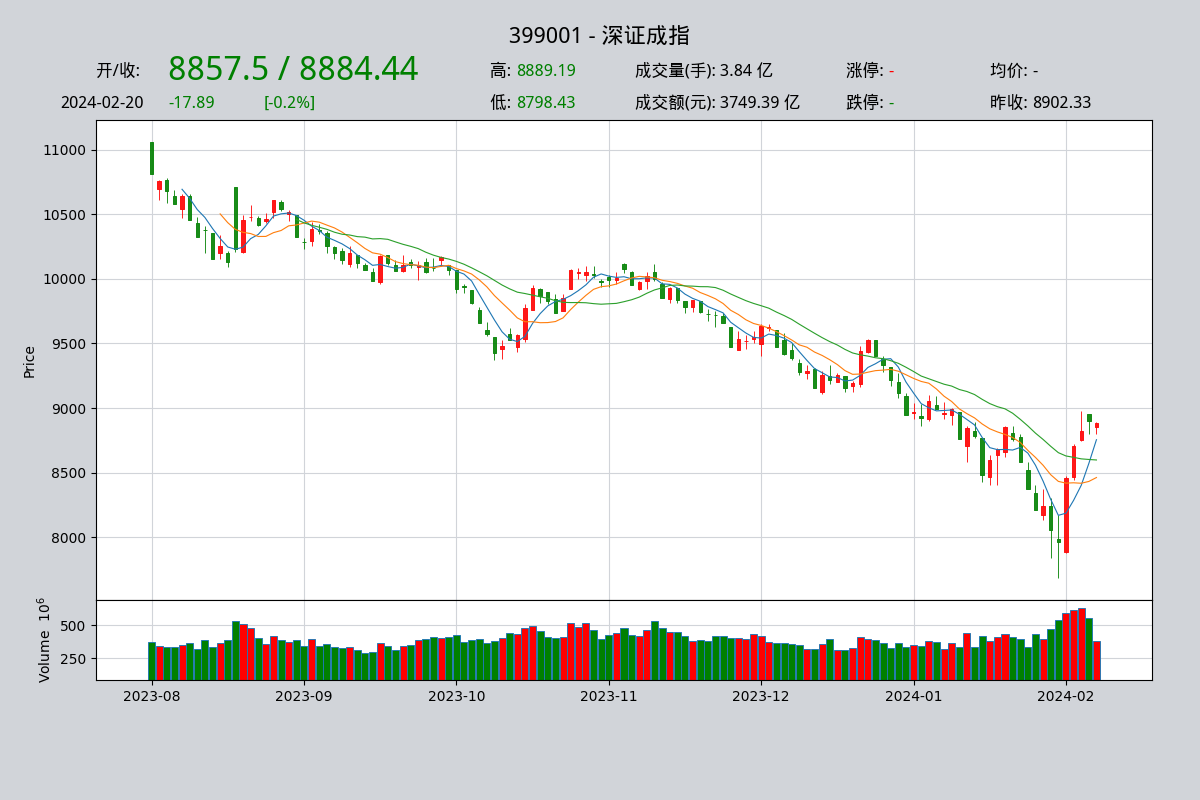 399001 - 深证成指
开/收: 8857.5 / 8884.44 高: 8889.19 成交量(手): 3.84 亿 涨停: - 均价: -
2024-02-20 -17.89 [-0.2%] 低: 8798.43 成交额(元): 3749.39 亿 跌停: - 昨收: 8902.33
11000
10500
10000
9500
9000
8500
8000
Price
500
250
Volume 10⁶
2023-08 2023-09 2023-10 2023-11 2023-12 2024-01 2024-02